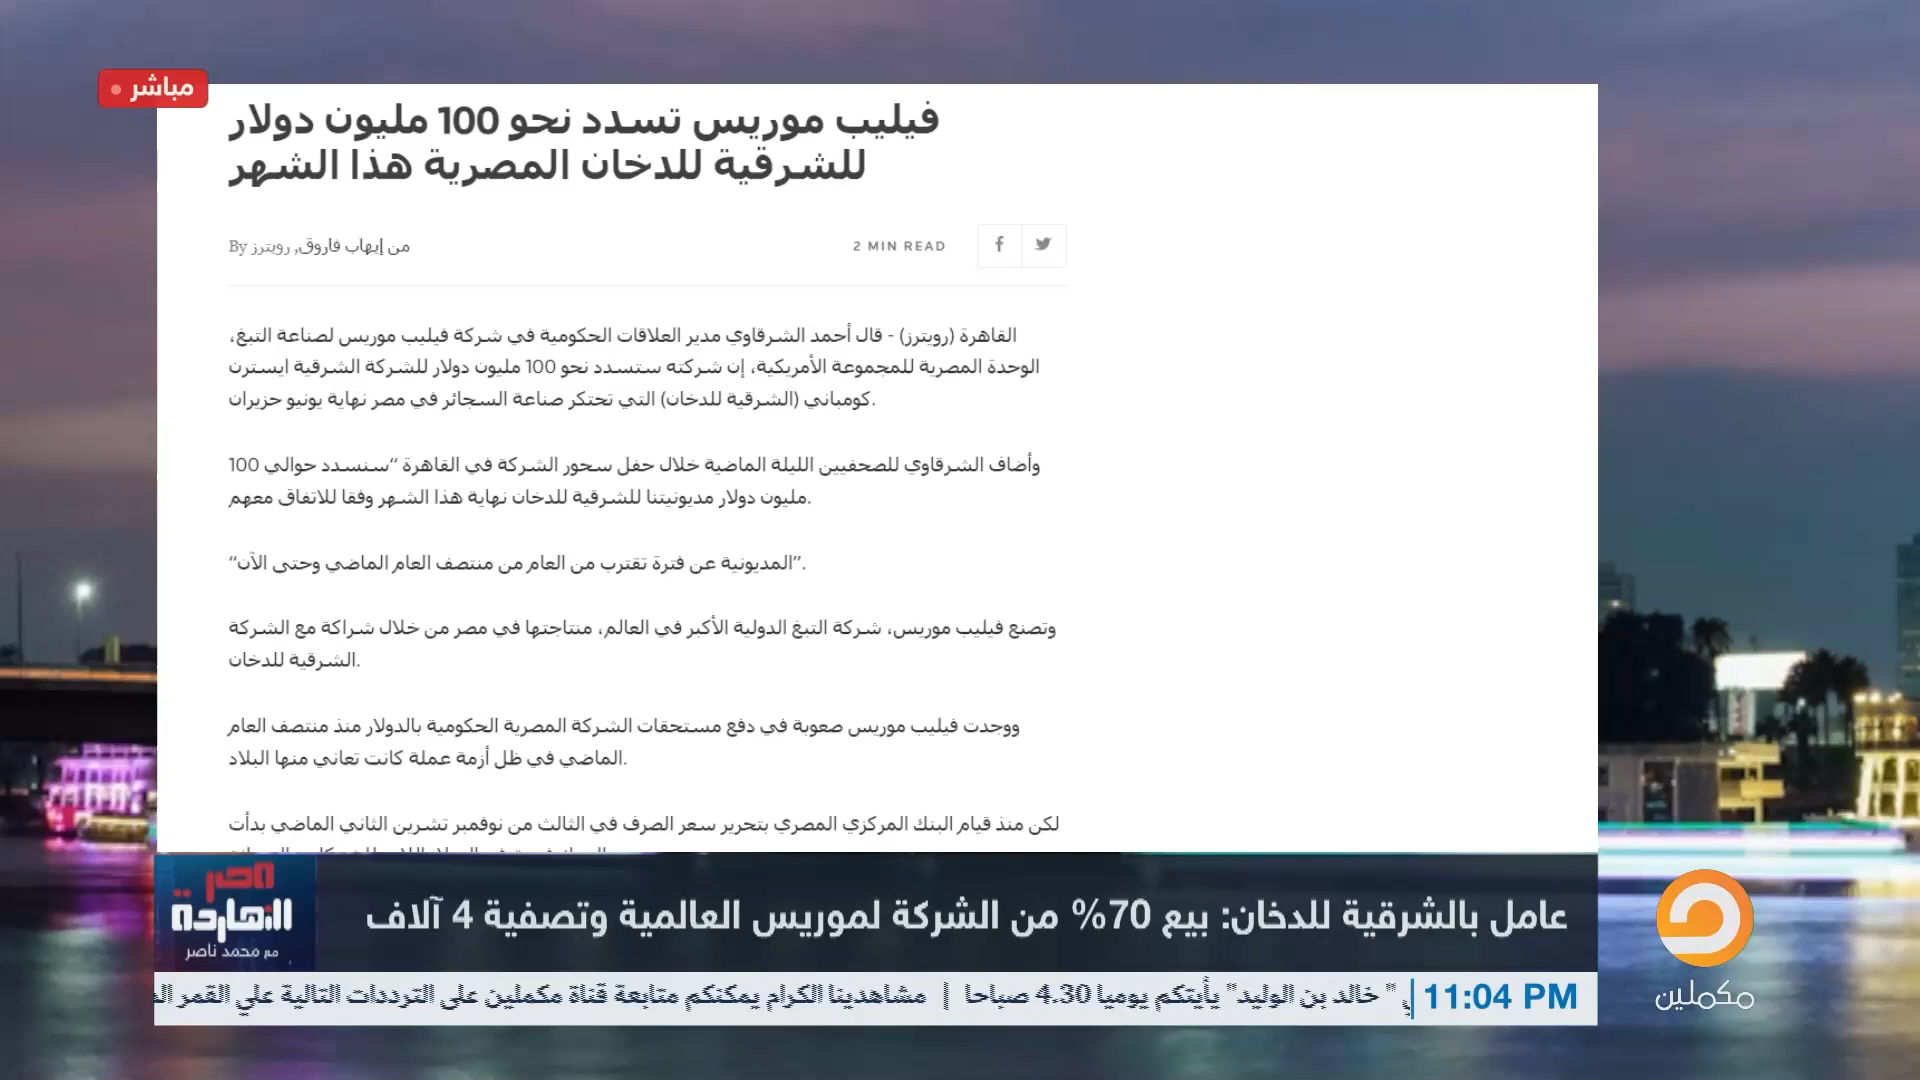 مباشر
فيليب موريس تسدد نحو 100 مليون دولار
للشرقية للدخان المصرية هذا الشهر
By من إيهاب فاروق, رويترز
2 MIN READ
القاهرة (رويترز) - قال أحمد الشرقاوي مدير العلاقات الحكومية في شركة فيليب موريس لصناعة التبغ،
الوحدة المصرية للمجموعة الأمريكية، إن شركته ستسدد نحو 100 مليون دولار للشركة الشرقية ايسترن
كومباني (الشرقية للدخان) التي تحتكر صناعة السجائر في مصر نهاية يونيو حزيران.
وأضاف الشرقاوي للصحفيين الليلة الماضية خلال حفل سحور الشركة في القاهرة “سنسدد حوالي 100
مليون دولار مديونيتنا للشرقية للدخان نهاية هذا الشهر وفقا للاتفاق معهم.
“المديونية عن فترة تقترب من العام من منتصف العام الماضي وحتى الآن”.
وتصنع فيليب موريس، شركة التبغ الدولية الأكبر في العالم، منتاجتها في مصر من خلال شراكة مع الشركة
الشرقية للدخان.
ووجدت فيليب موريس صعوبة في دفع مستحقات الشركة المصرية الحكومية بالدولار منذ منتصف العام
الماضي في ظل أزمة عملة كانت تعاني منها البلاد.
لكن منذ قيام البنك المركزي المصري بتحرير سعر الصرف في الثالث من نوفمبر تشرين الثاني الماضي بدأت
مصر
النهاردة
مع محمد ناصر
عامل بالشرقية للدخان: بيع 70% من الشركة لموريس العالمية وتصفية 4 آلاف
11:04 PM
" خالد بن الوليد" يأيتكم يوميا 4.30 صباحا | مشاهدينا الكرام يمكنكم متابعة قناة مكملين على الترددات التالية علي القمر
مكملين